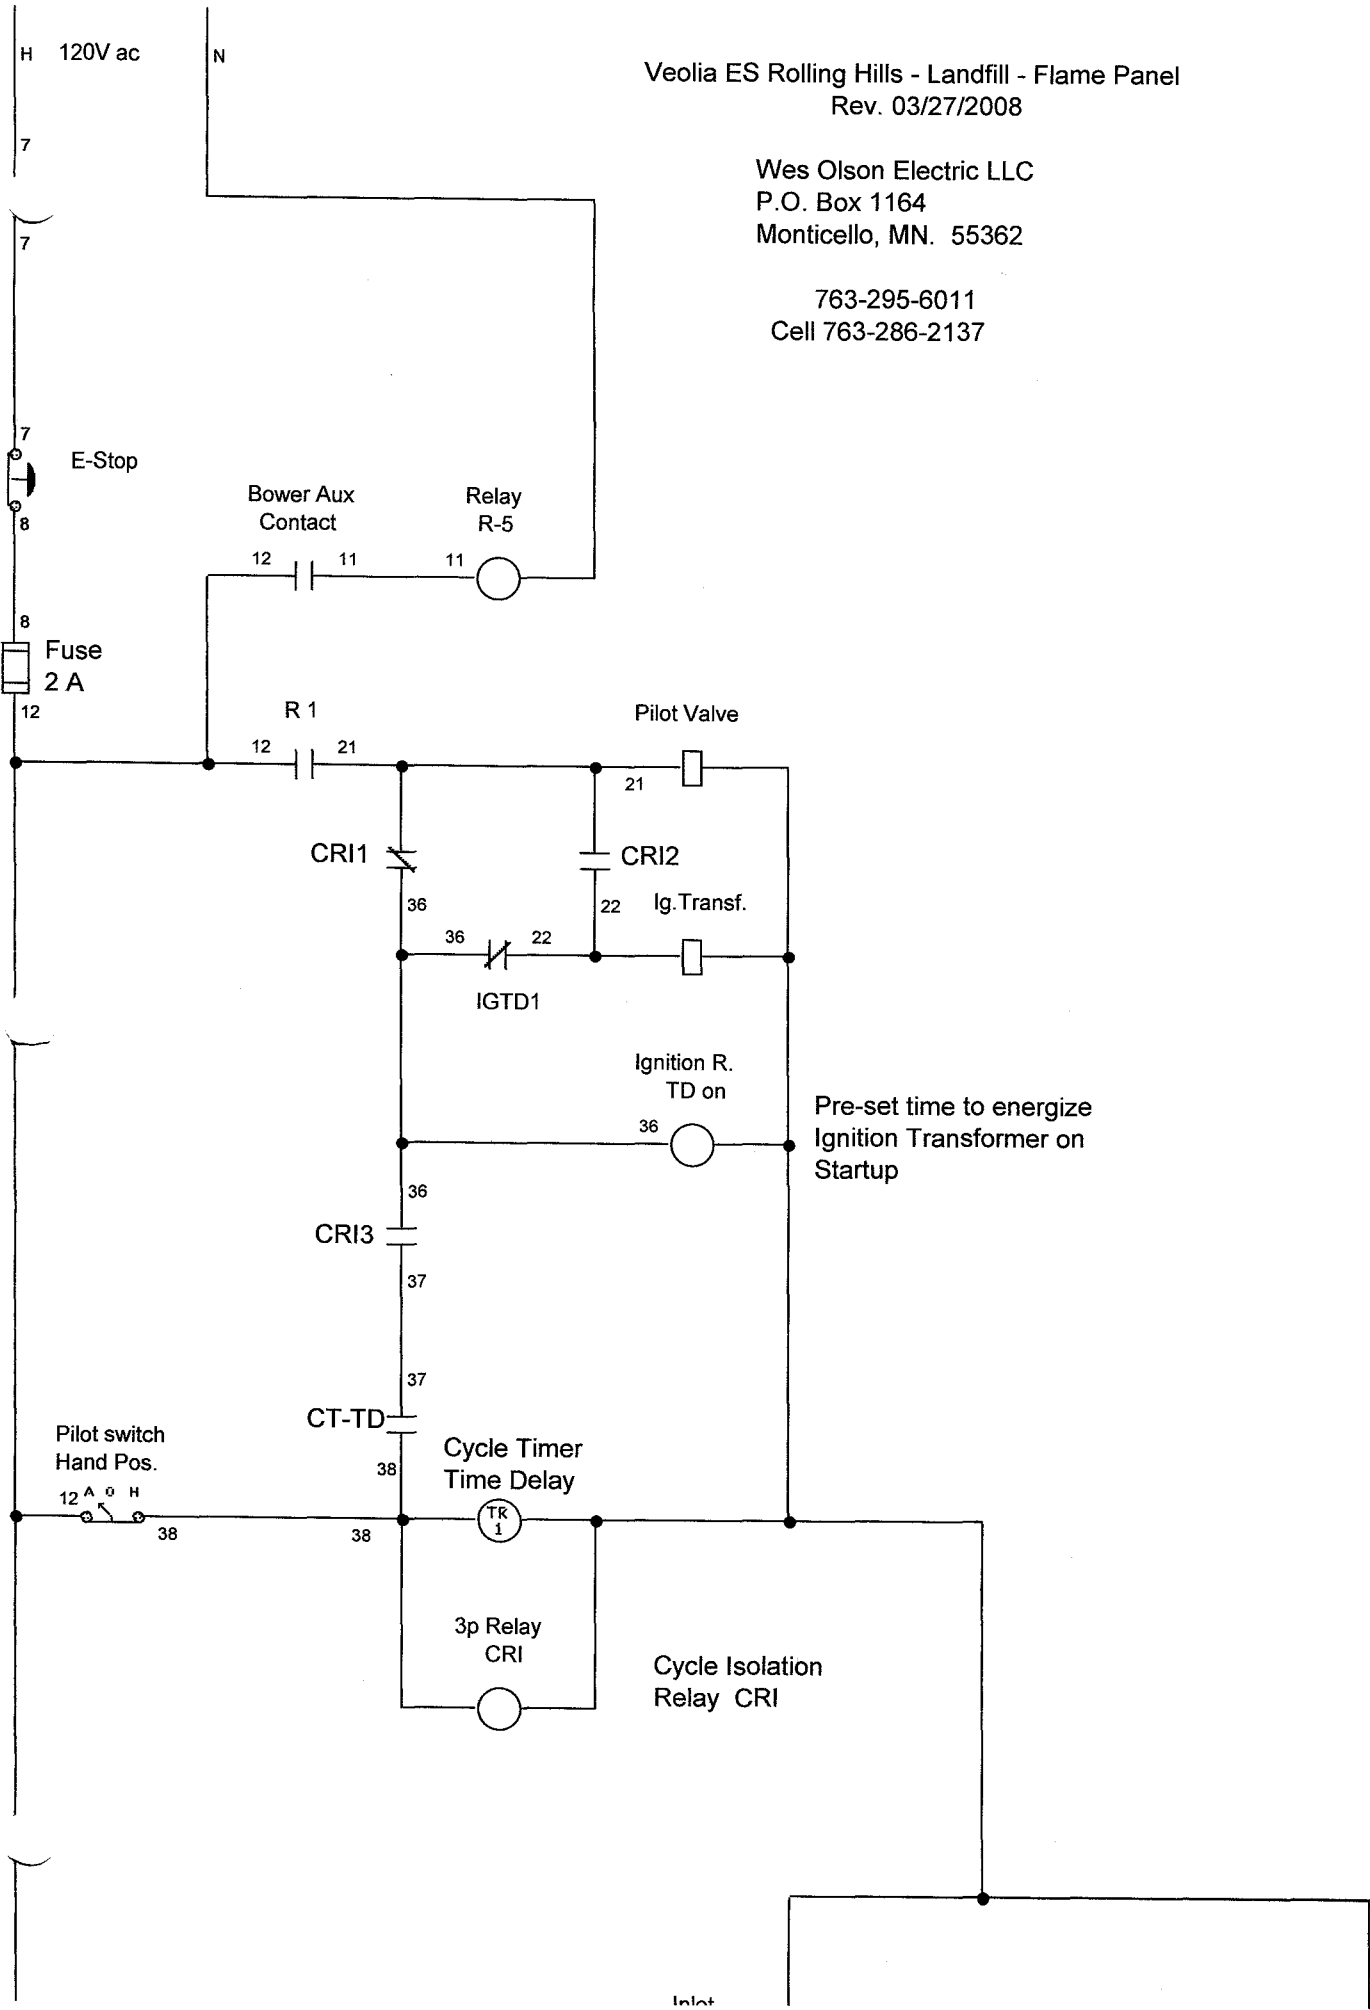 H 120V ac N
Veolia ES Rolling Hills - Landfill - Flame Panel
Rev. 03/27/2008
7
Wes Olson Electric LLC
P.O. Box 1164
Monticello, MN. 55362
7
763-295-6011
Cell 763-286-2137
7
E-Stop
8
Bower Aux
Contact
Relay
R-5
12 11 11
8
Fuse
2 A
12
R 1
Pilot Valve
12 21
21
CRI1
CRI2
36
22
Ig.Transf.
36 22
IGTD1
Ignition R.
TD on
36
Pre-set time to energize
Ignition Transformer on
Startup
36
CRI3
37
37
CT-TD
Pilot switch
Hand Pos.
Cycle Timer
Time Delay
38
12 A O H
38
38
TR
1
3p Relay
CRI
Cycle Isolation
Relay CRI